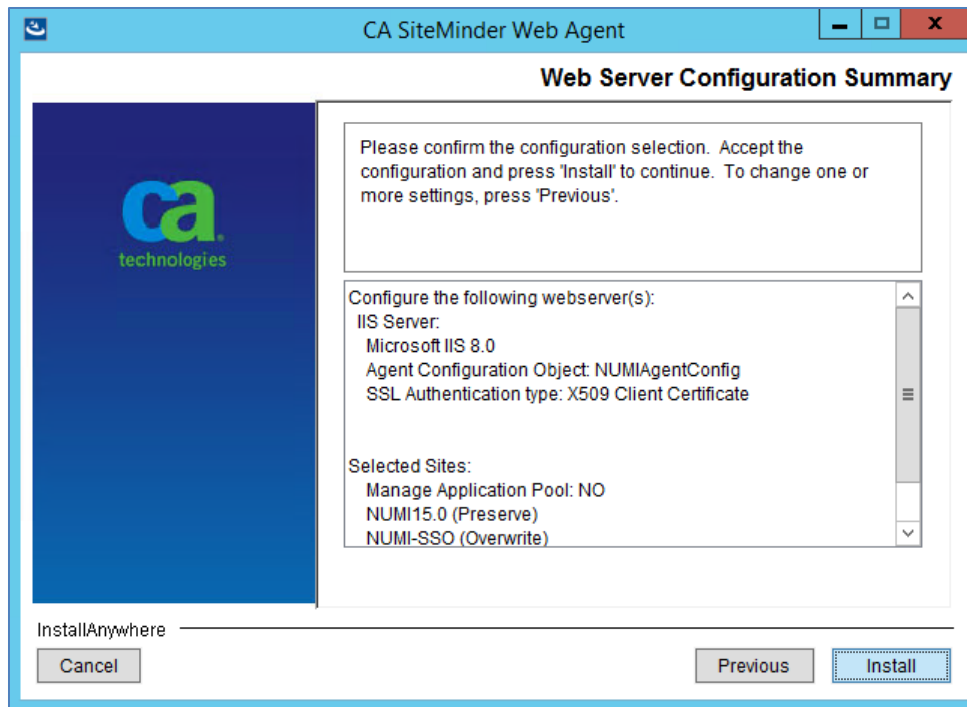 CA SiteMinder Web Agent
Web Server Configuration Summary
ca
technologies
Please confirm the configuration selection. Accept the
configuration and press 'Install' to continue. To change one or
more settings, press 'Previous'.
Configure the following webserver(s):
IIS Server:
Microsoft IIS 8.0
Agent Configuration Object: NUMIAgentConfig
SSL Authentication type: X509 Client Certificate
Selected Sites:
Manage Application Pool: NO
NUMI15.0 (Preserve)
NUMI-SSO (Overwrite)
InstallAnywhere
Cancel
Previous
Install